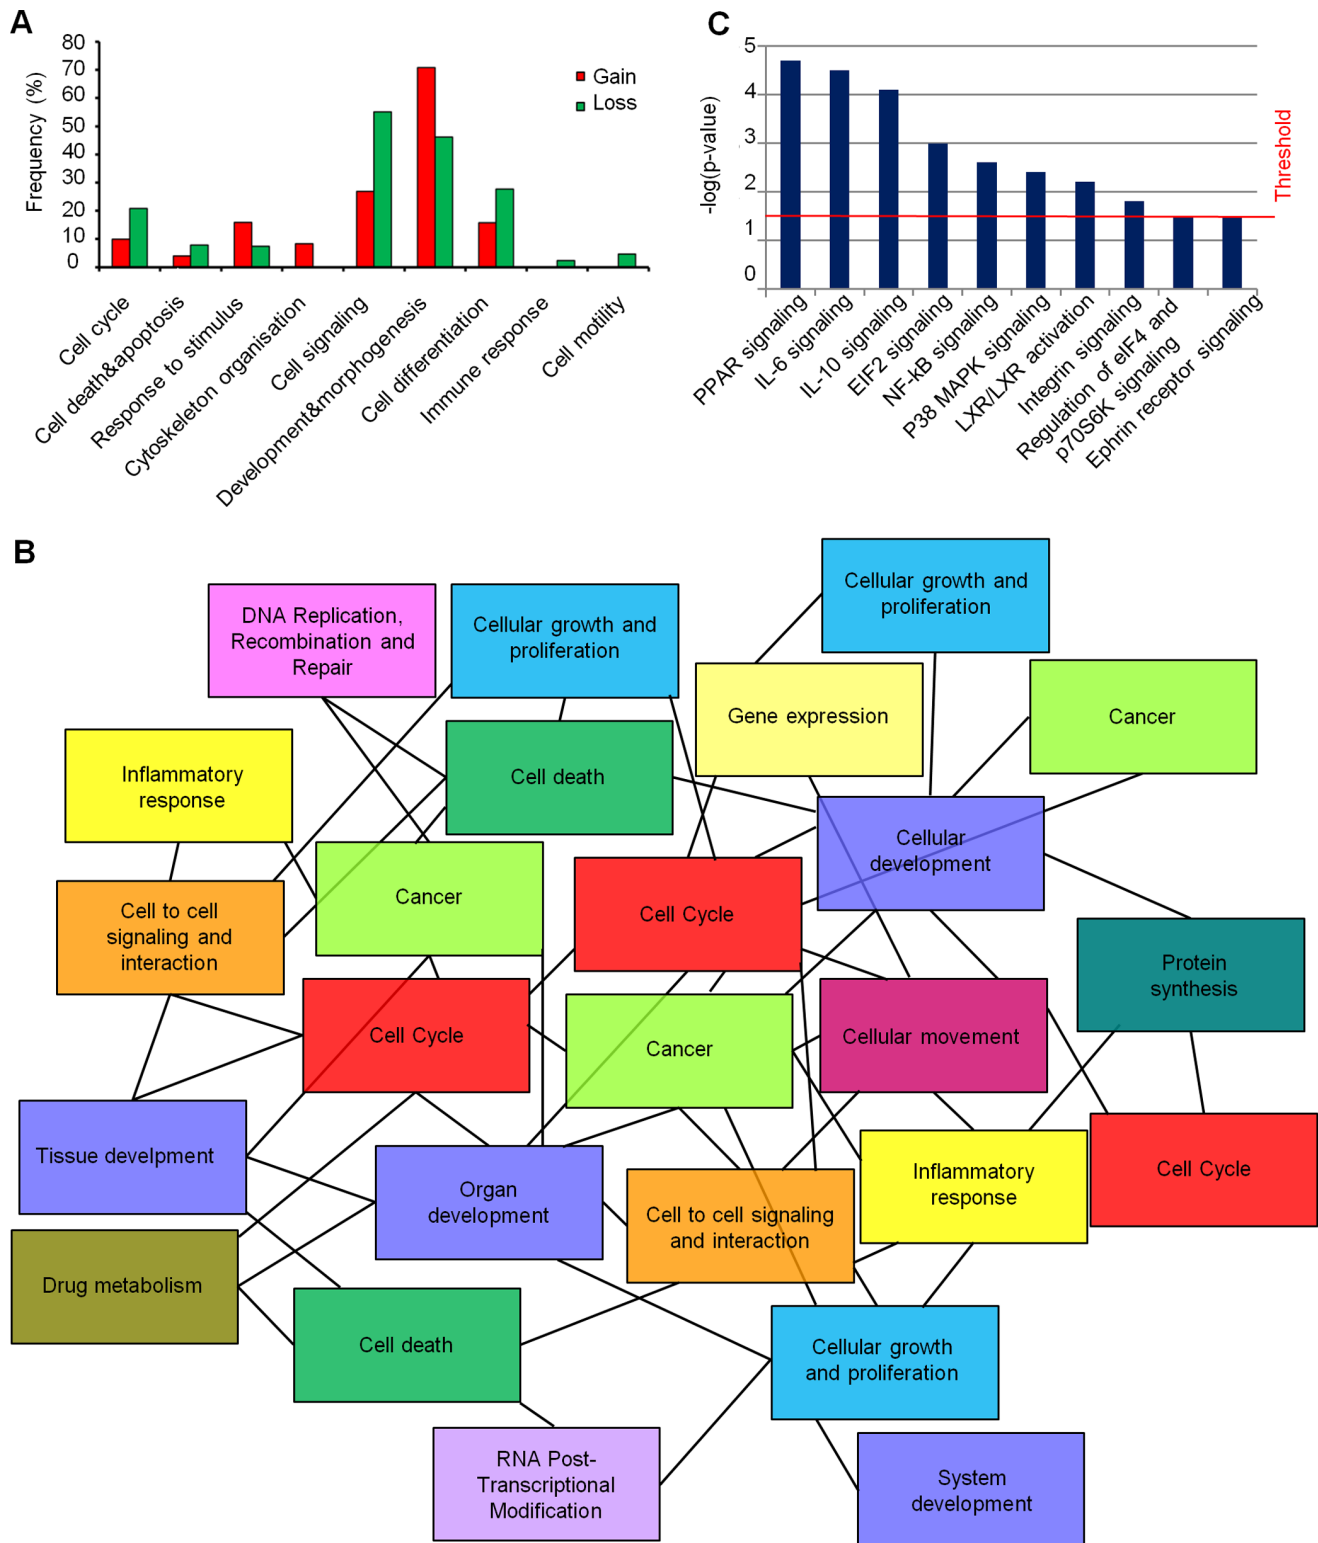 A
80
70
60
50
40
30
20
10
0
Frequency (%)
Gain
Loss
Cell cycle
Cell death&apoptosis
Response to stimulus
Cytoskeleton organisation
Cell signaling
Development&morphogenesis
Cell differentiation
Immune response
Cell motility
C
5
4
3
2
1
0
-log(p-value)
Threshold
PPAR signaling
IL-6 signaling
IL-10 signaling
EIF2 signaling
NF-kB signaling
P38 MAPK signaling
LXR/LXR activation
Integrin signaling
Regulation of eIF4 and
p70S6K signaling
Ephrin receptor signaling
B
Cellular growth and
proliferation
DNA Replication,
Recombination and
Repair
Cellular growth and
proliferation
Gene expression
Cancer
Inflammatory
response
Cell death
Cellular
development
Cell to cell
signaling and
interaction
Cancer
Cell Cycle
Protein
synthesis
Cell Cycle
Cancer
Cellular movement
Tissue develpment
Organ
development
Cell to cell signaling
and interaction
Inflammatory
response
Cell Cycle
Drug metabolism
Cell death
Cellular growth
and proliferation
RNA Post-
Transcriptional
Modification
System
development